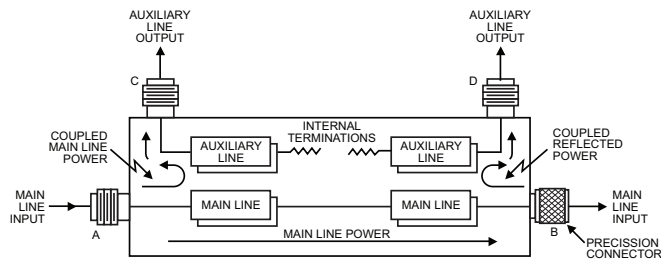 AUXILIARY
LINE
OUTPUT
AUXILIARY
LINE
OUTPUT
C
D
COUPLED
MAIN LINE
POWER
INTERNAL
TERMINATIONS
COUPLED
REFLECTED
POWER
AUXILIARY
LINE
AUXILIARY
LINE
MAIN
LINE
INPUT
MAIN LINE
MAIN LINE
MAIN
LINE
INPUT
A
B
MAIN LINE POWER
PRECISSION
CONNECTOR